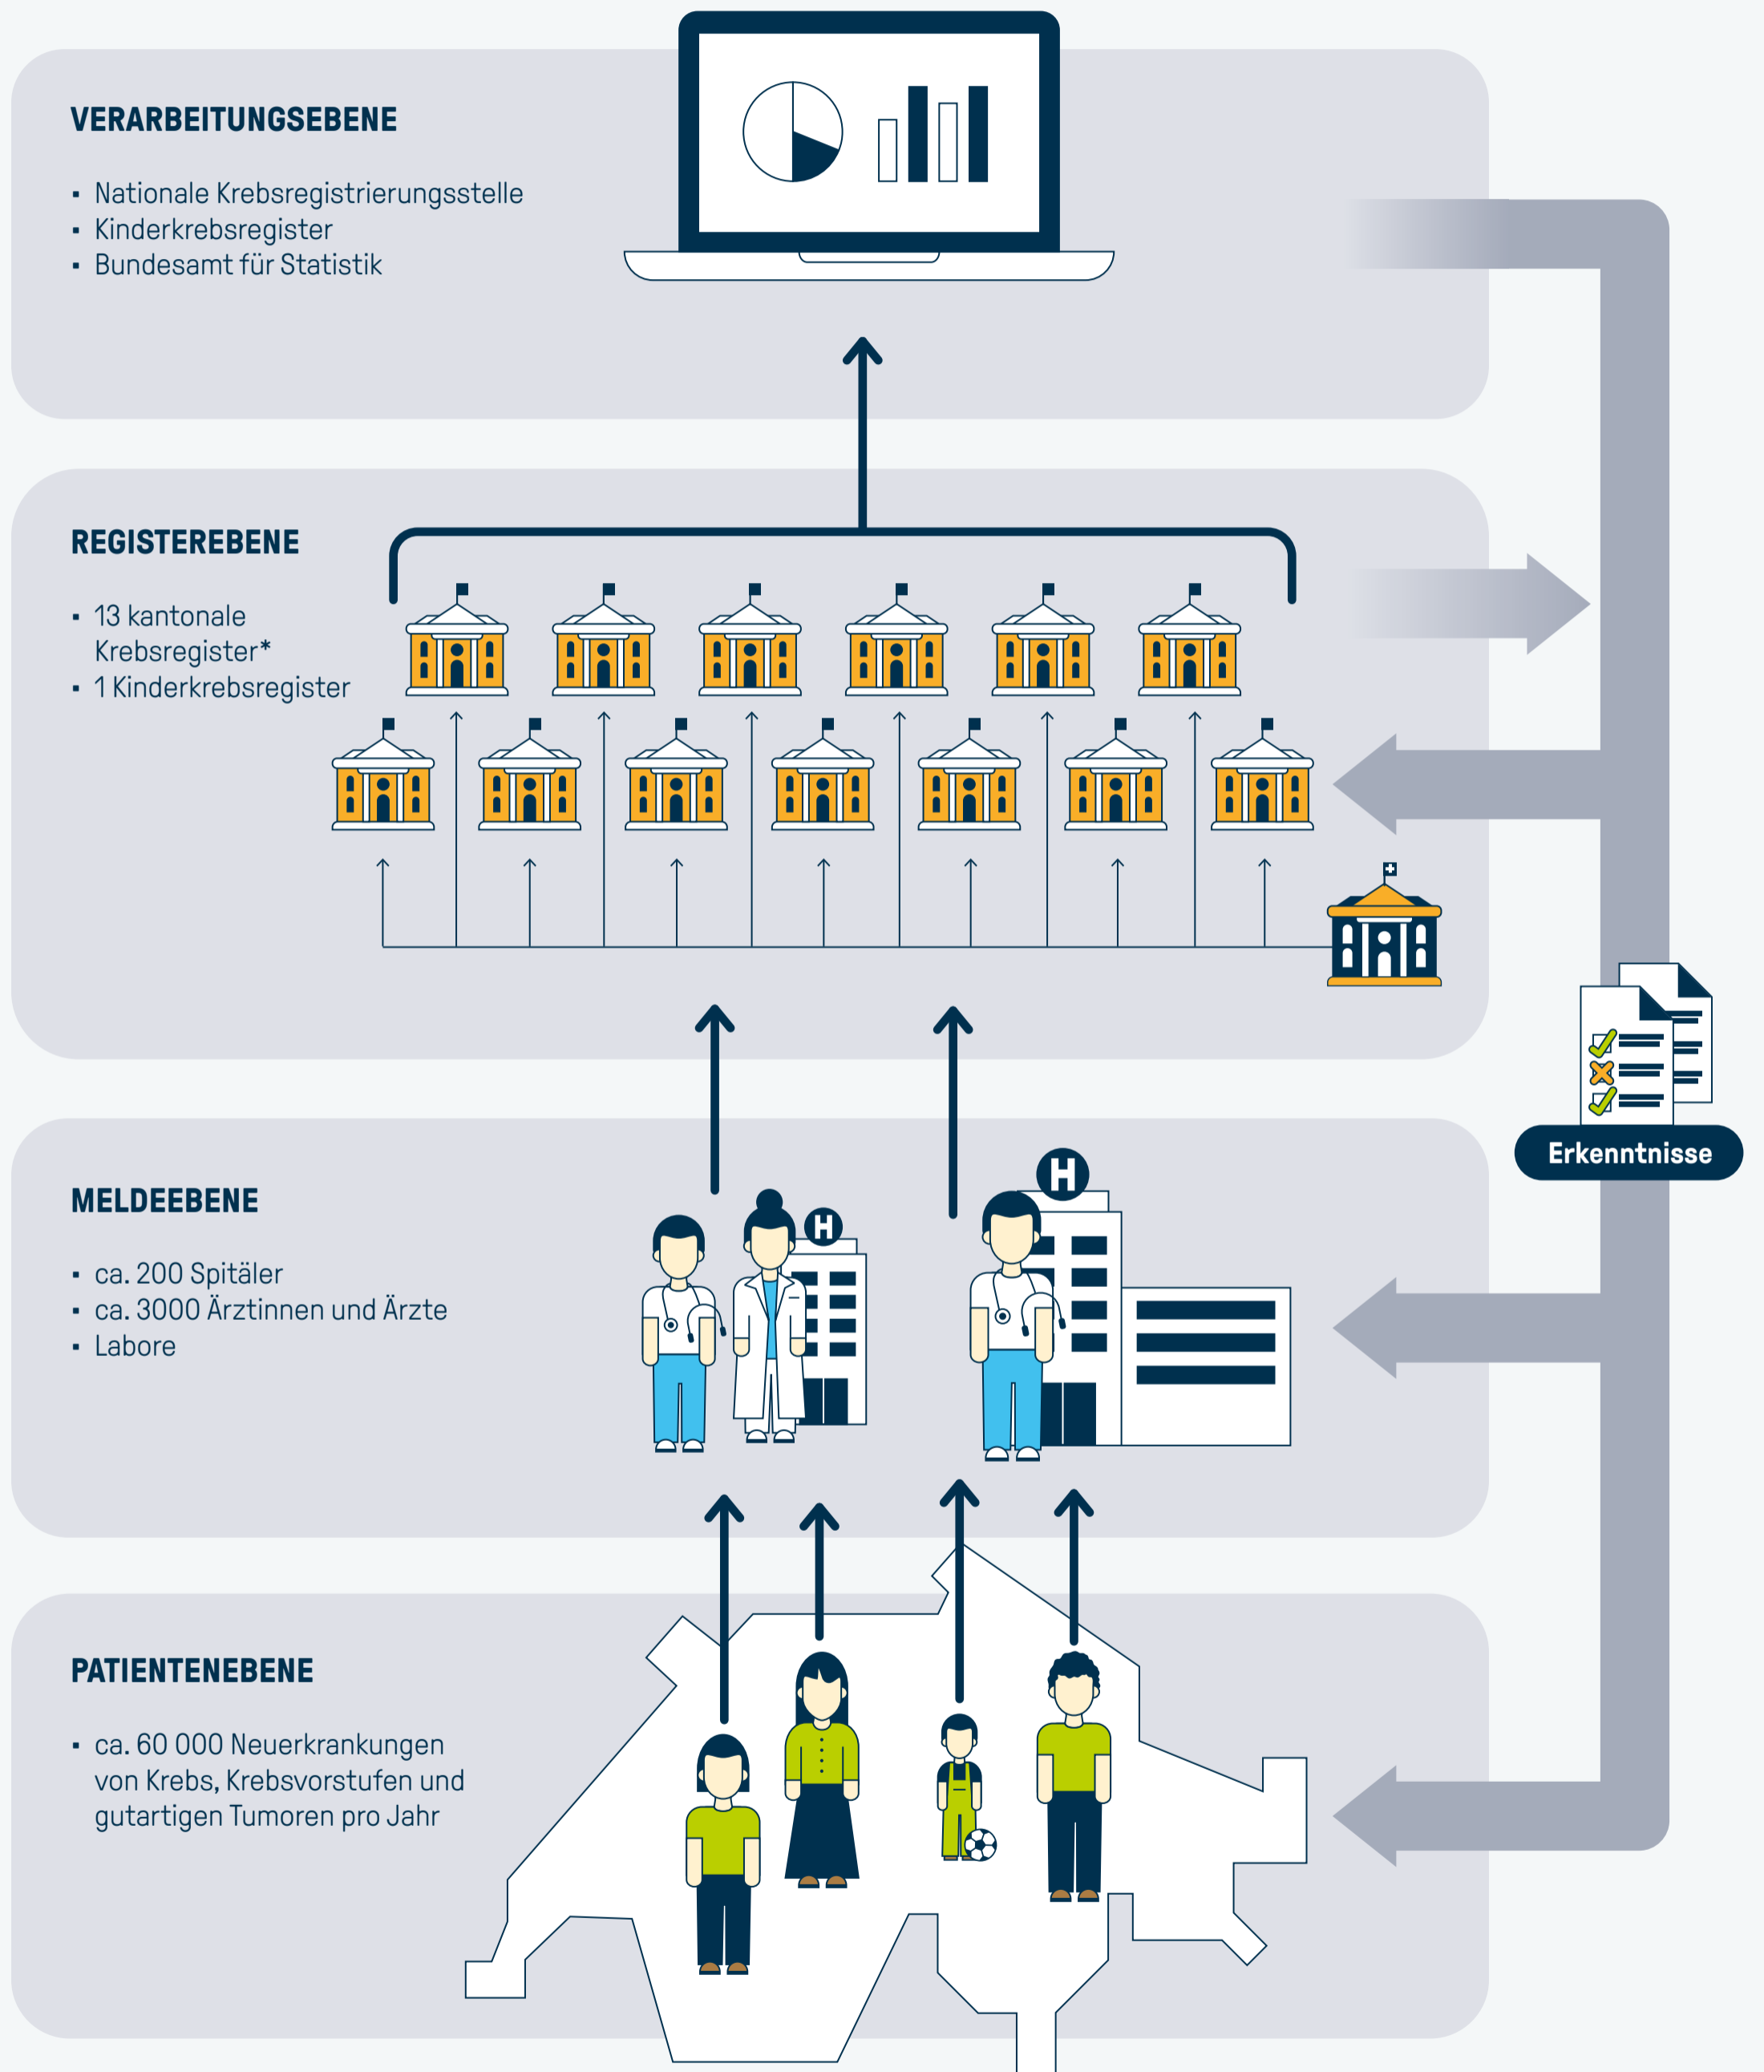 VERARBEITUNGSEBENE
▪ Nationale Krebsregistrierungsstelle
▪ Kinderkrebsregister
▪ Bundesamt für Statistik
REGISTEREBENE
▪ 13 kantonale
Krebsregister*
▪ 1 Kinderkrebsregister
MELDEEBENE
▪ ca. 200 Spitäler
▪ ca. 3000 Ärztinnen und Ärzte
▪ Labore
H
H
Erkenntnisse
PATIENTENEBENE
▪ ca. 60 000 Neuerkrankungen
von Krebs, Krebsvorstufen und
gutartigen Tumoren pro Jahr